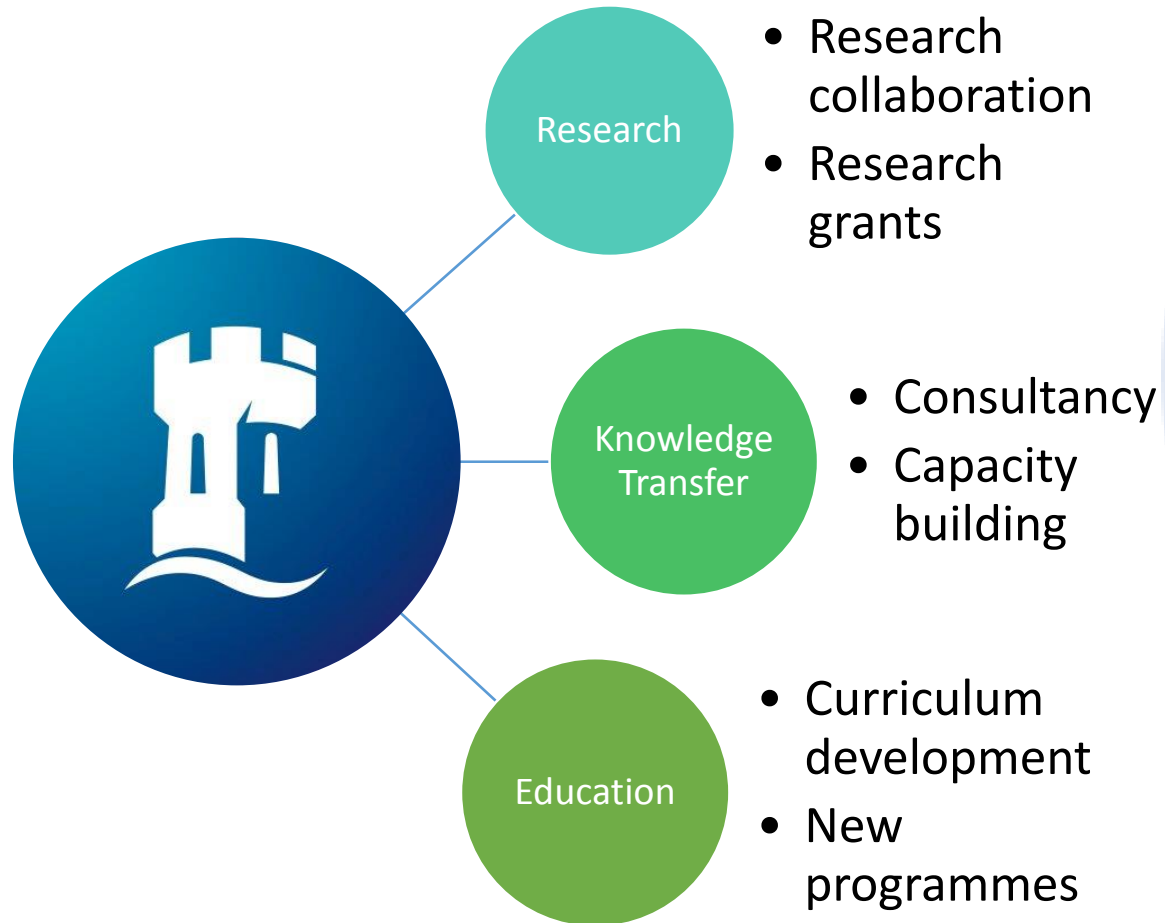 Research
• Research
collaboration
• Research
grants
Knowledge
Transfer
• Consultancy
• Capacity
building
Education
• Curriculum
development
• New
programmes